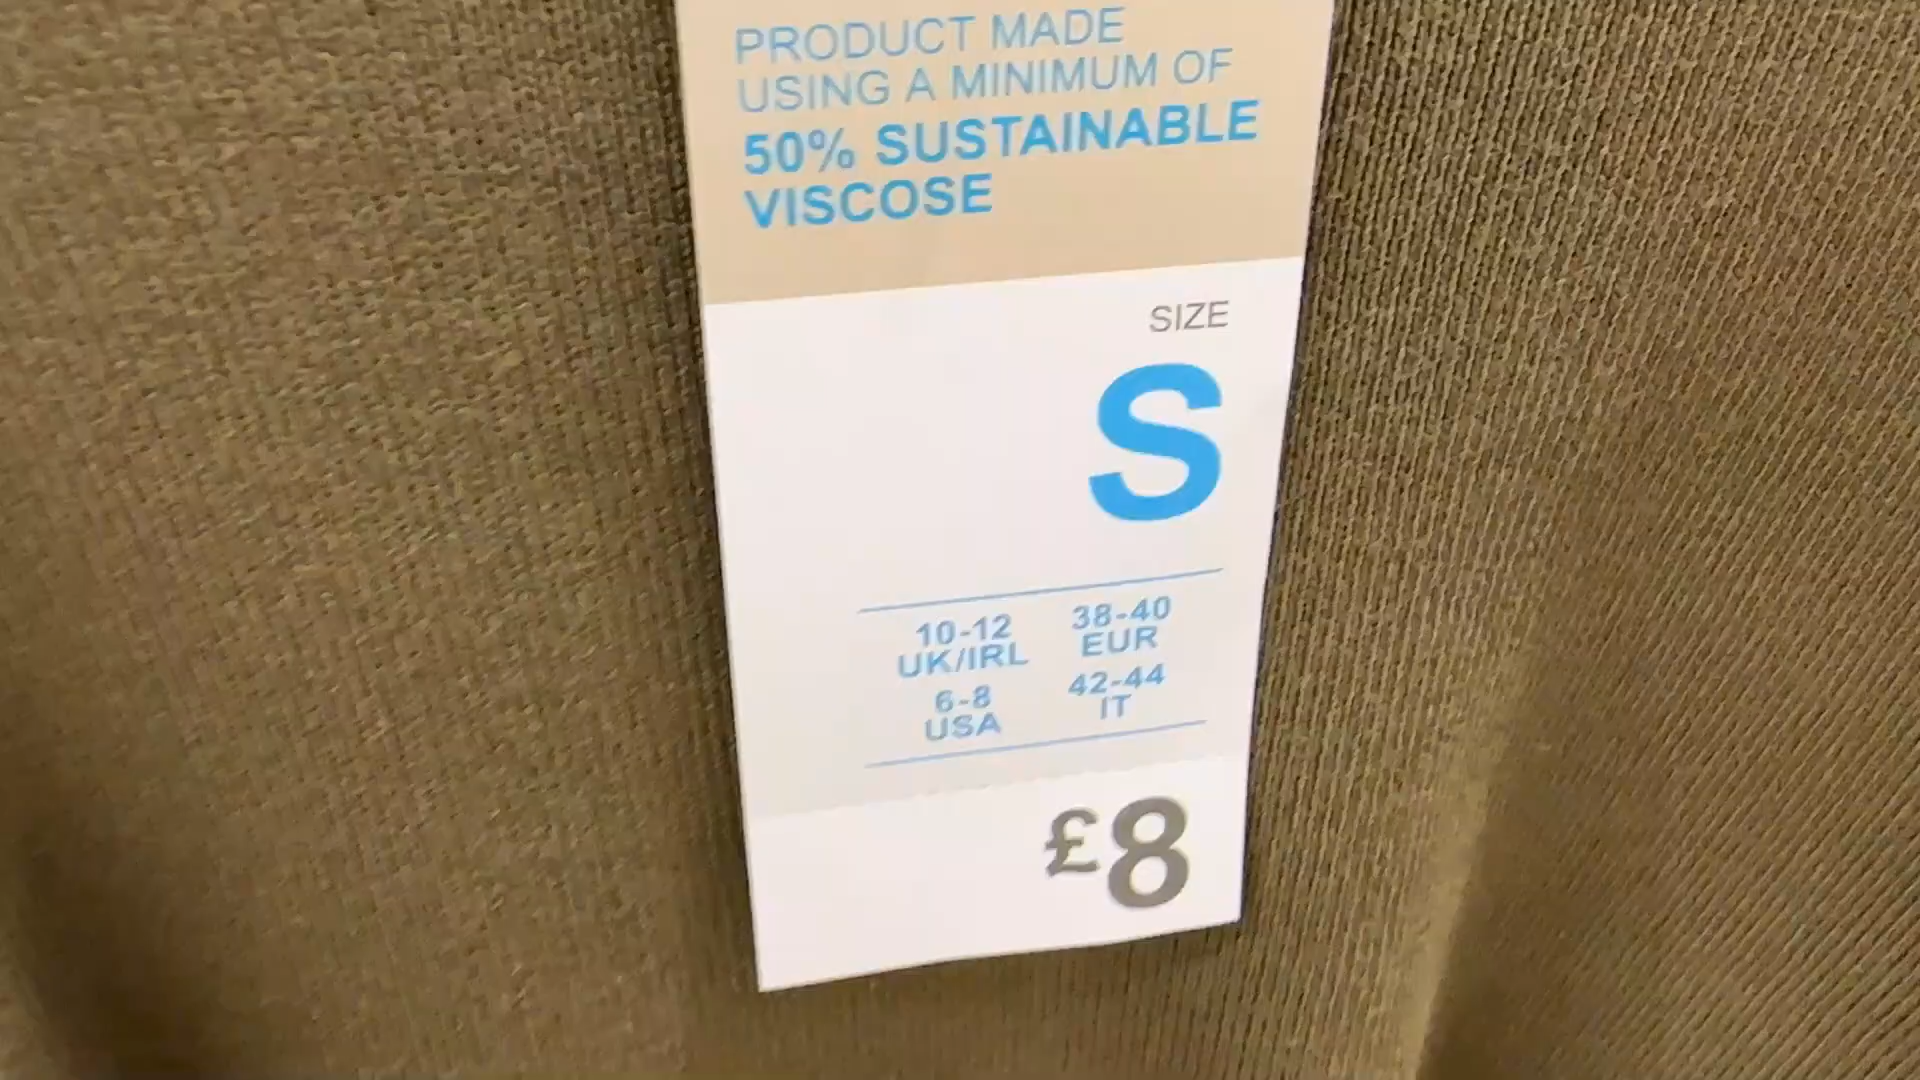 PRODUCT MADE
USING A MINIMUM OF
50% SUSTAINABLE
VISCOSE
SIZE
S
10-12
UK/IRL
38-40
EUR
6-8
USA
42-44
IT
£8